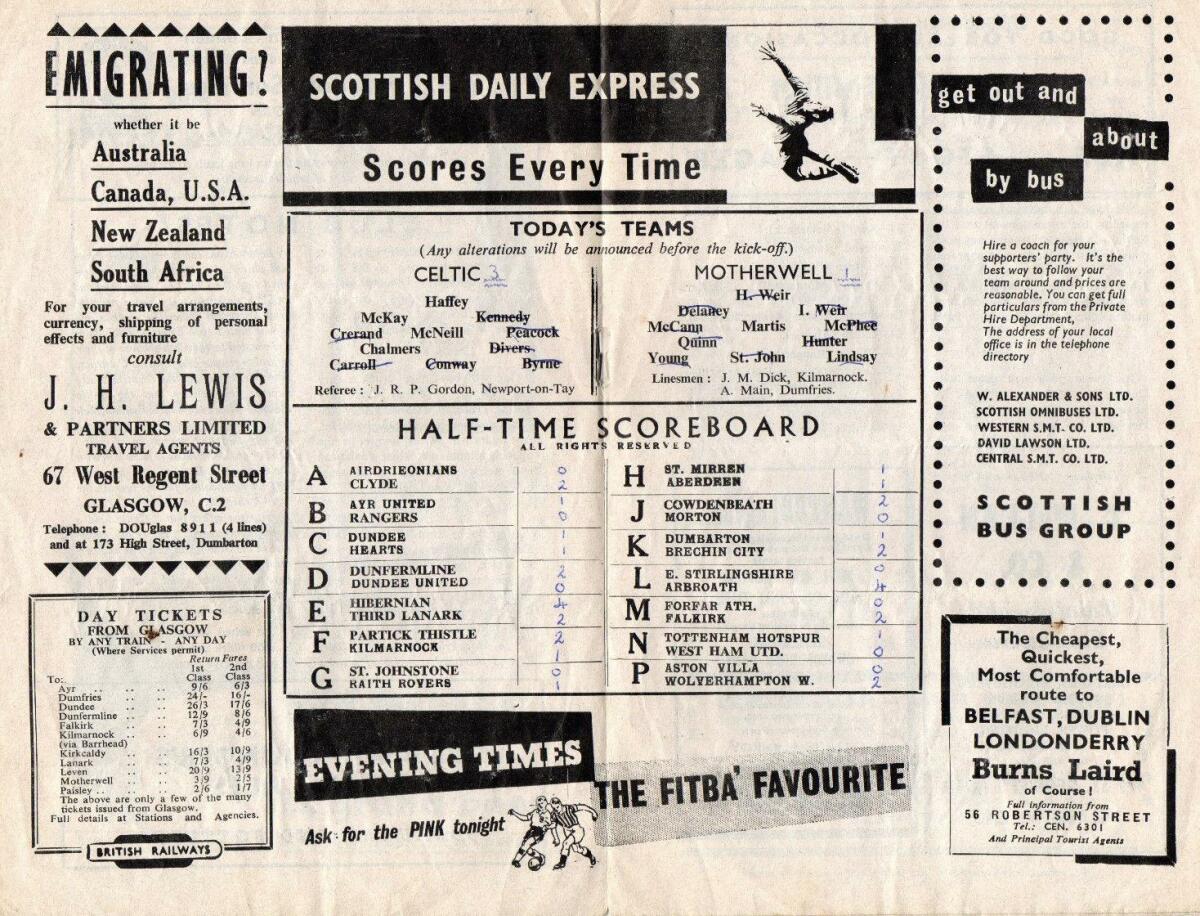 EMIGRATING?
whether it be
Australia
Canada, U.S.A.
New Zealand
South Africa
For your travel arrangements,
currency, shipping of personal
effects and furniture
consult
J. H. LEWIS
& PARTNERS LIMITED
TRAVEL AGENTS
67 West Regent Street
GLASGOW, C.2
Telephone : DOUglas 8911 (4 lines)
and at 173 High Street, Dumbarton
DAY TICKETS
FROM GLASGOW
BY ANY TRAIN - ANY DAY
(Where Services permit)
Return Fares
1st 2nd
To: Class Class
Ayr .. .. .. 9/6 6/3
Dumfries .. .. 24/- 16/-
Dundee .. .. 26/3 17/6
Dunfermline .. .. 12/9 8/6
Falkirk .. .. 7/3 4/9
Kilmarnock .. .. 6/9 4/6
(via Barrhead)
Kirkcaldy .. .. 16/3 10/9
Lanark .. .. 7/3 4/9
Leven .. .. 20/9 13/9
Motherwell .. .. 3/9 2/5
Paisley .. .. .. 2/6 1/7
The above are only a few of the many
tickets issued from Glasgow.
Full details at Stations and Agencies.
BRITISH RAILWAYS
SCOTTISH DAILY EXPRESS
Scores Every Time
TODAY'S TEAMS
(Any alterations will be announced before the kick-off.)
CELTIC 3
Haffey
McKay Kennedy
Crerand McNeill Peacock
Chalmers Divers
Carroll Conway Byrne
Referee : J. R. P. Gordon, Newport-on-Tay
MOTHERWELL 1
H. Weir
Delaney I. Weir
McCann Martis McPhee
Quinn Hunter
Young St. John Lindsay
Linesmen : J. M. Dick, Kilmarnock.
A. Main, Dumfries.
HALF-TIME SCOREBOARD
ALL RIGHTS RESERVED
A AIRDRIEONIANS 0
CLYDE 2
B AYR UNITED 1
RANGERS 0
C DUNDEE 1
HEARTS 1
D DUNFERMLINE 2
DUNDEE UNITED 0
E HIBERNIAN 4
THIRD LANARK 2
F PARTICK THISTLE 2
KILMARNOCK 1
G ST. JOHNSTONE 0
RAITH ROVERS 1
H ST. MIRREN 1
ABERDEEN 1
J COWDENBEATH 2
MORTON 0
K DUMBARTON 1
BRECHIN CITY 2
L E. STIRLINGSHIRE 0
ARBROATH 4
M FORFAR ATH. 0
FALKIRK 2
N TOTTENHAM HOTSPUR 1
WEST HAM UTD. 0
P ASTON VILLA 0
WOLVERHAMPTON W. 2
EVENING TIMES
THE FITBA' FAVOURITE
Ask for the PINK tonight
get out and
about
by bus
Hire a coach for your
supporters' party. It's the
best way to follow your
team around and prices are
reasonable. You can get full
particulars from the Private
Hire Department,
The address of your local
office is in the telephone
directory
W. ALEXANDER & SONS LTD.
SCOTTISH OMNIBUSES LTD.
WESTERN S.M.T. CO. LTD.
DAVID LAWSON LTD.
CENTRAL S.M.T. CO. LTD.
SCOTTISH
BUS GROUP
The Cheapest,
Quickest,
Most Comfortable
route to
BELFAST, DUBLIN
LONDONDERRY
Burns Laird
of Course!
Full information from
56 ROBERTSON STREET
Tel.: CEN. 6301
And Principal Tourist Agents